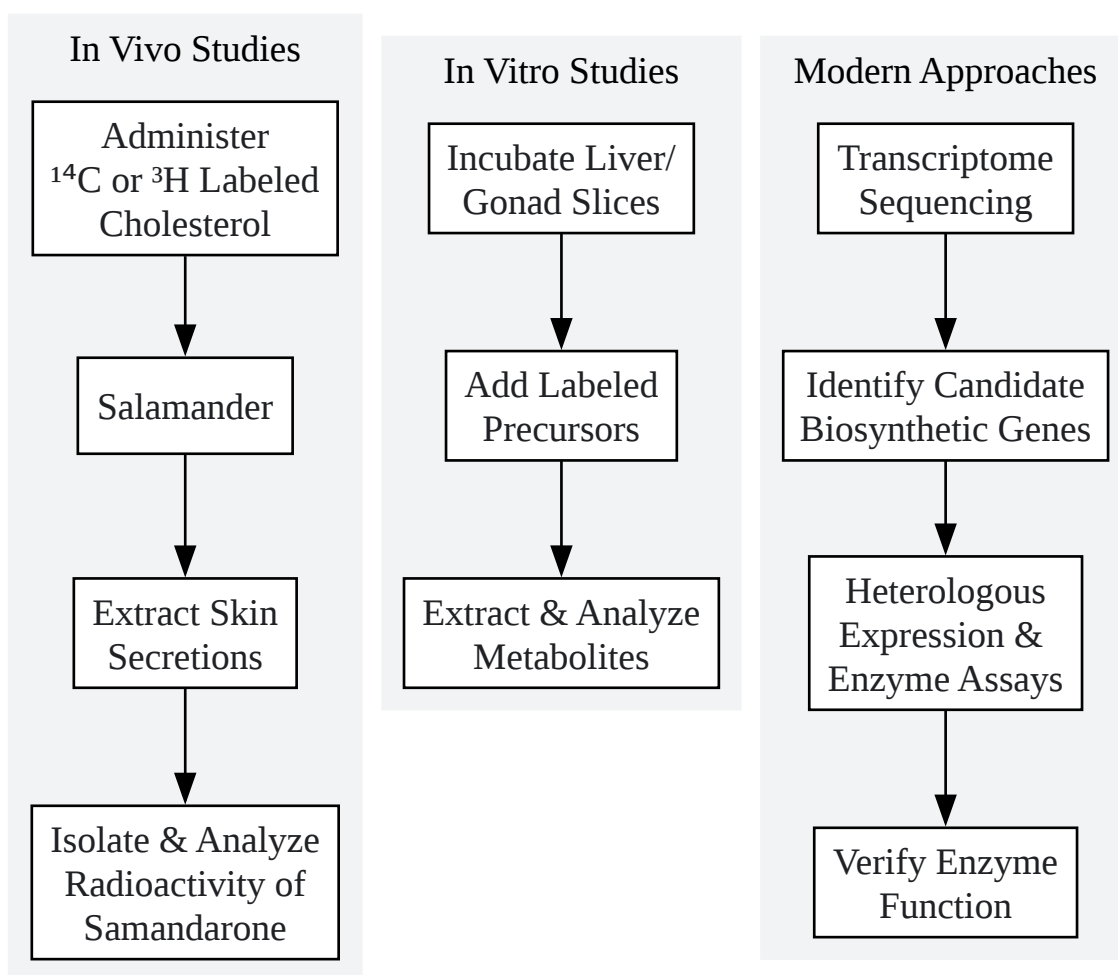 In Vivo Studies
Administer
¹⁴C or ³H Labeled
Cholesterol
Salamander
Extract Skin
Secretions
Isolate & Analyze
Radioactivity of
Samandarone
In Vitro Studies
Incubate Liver/
Gonad Slices
Add Labeled
Precursors
Extract & Analyze
Metabolites
Modern Approaches
Transcriptome
Sequencing
Identify Candidate
Biosynthetic Genes
Heterologous
Expression &
Enzyme Assays
Verify Enzyme
Function